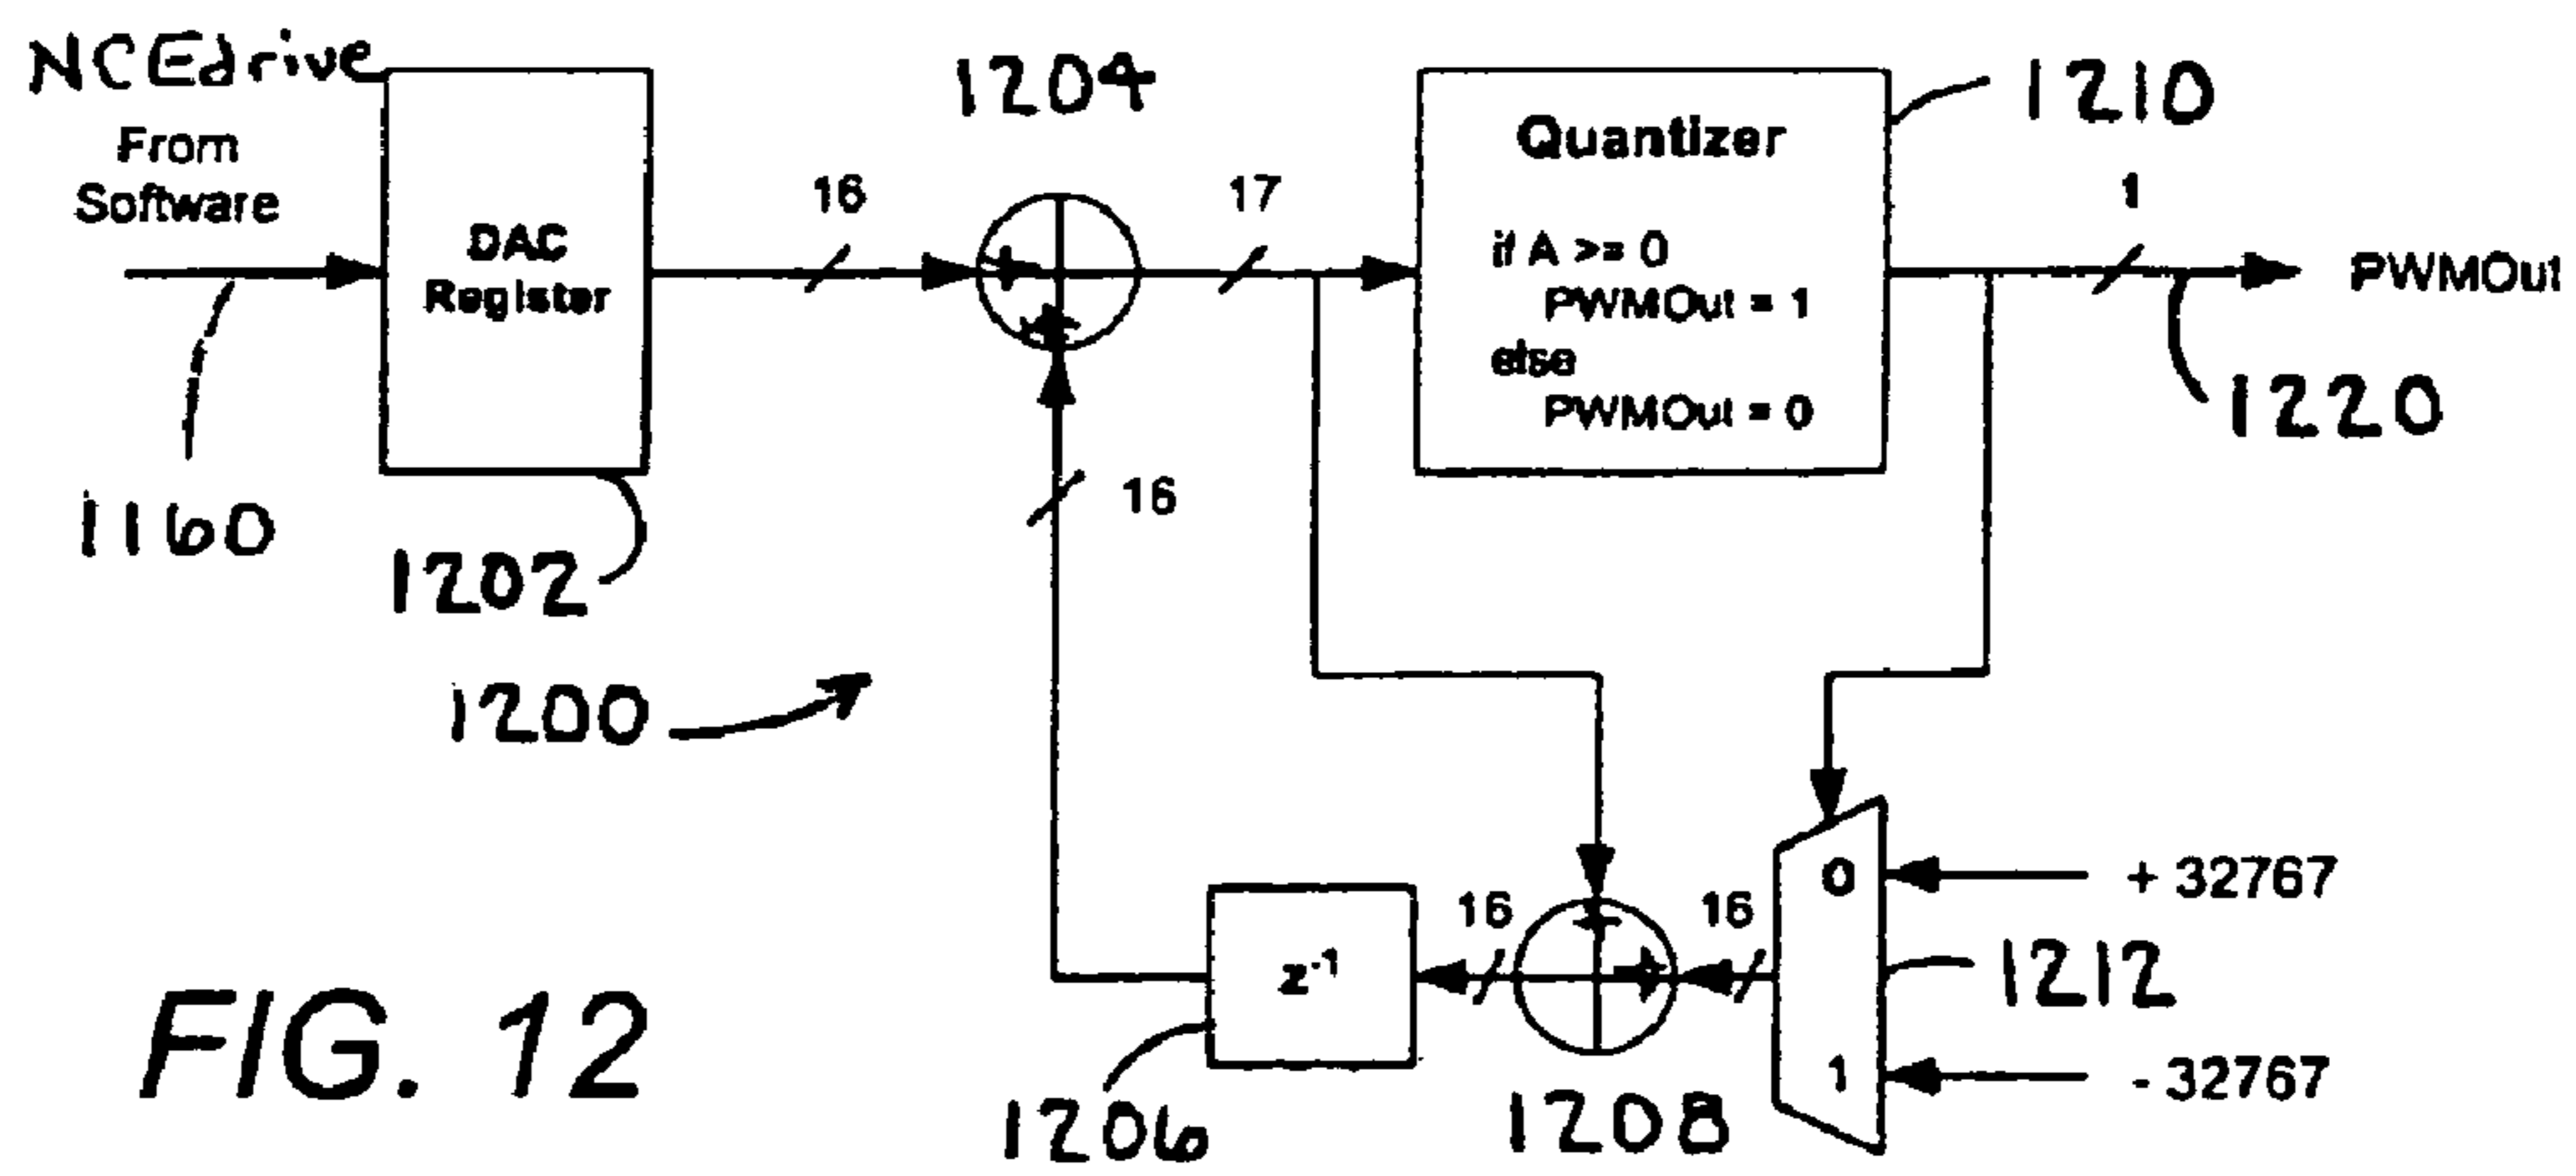 NCEdrive
From
Software
1160
DAC
Register
1202
16
1204
17
16
Quantizer
if A >= 0
PWMOut = 1
else
PWMOut = 0
1210
1
PWMOut
1220
1200
z-1
1206
16
1208
16
0
1
+ 32767
1212
- 32767
FIG. 12